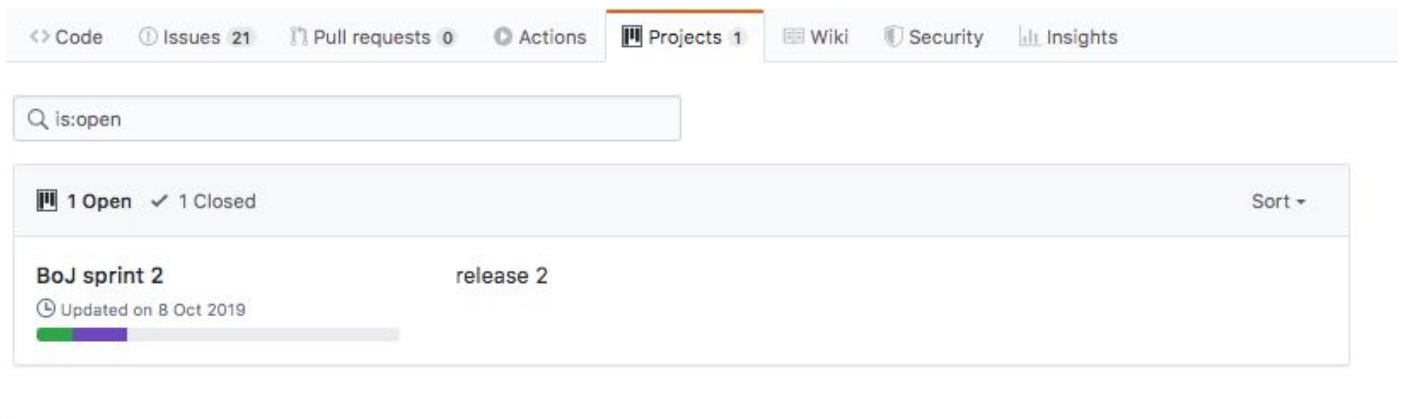 <> Code Issues 21 Pull requests 0 Actions Projects 1 Wiki Security Insights
is:open
1 Open ✓ 1 Closed Sort
BoJ sprint 2 release 2
Updated on 8 Oct 2019